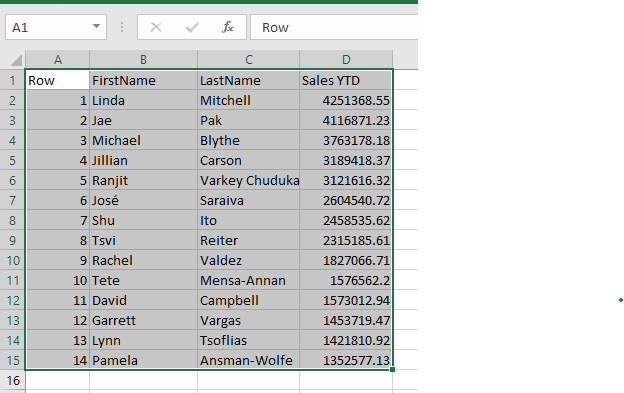 A1 fx Row
A B C D
1 Row FirstName LastName Sales YTD
2 1 Linda Mitchell 4251368.55
3 2 Jae Pak 4116871.23
4 3 Michael Blythe 3763178.18
5 4 Jillian Carson 3189418.37
6 5 Ranjit Varkey Chuduka 3121616.32
7 6 José Saraiva 2604540.72
8 7 Shu Ito 2458535.62
9 8 Tsvi Reiter 2315185.61
10 9 Rachel Valdez 1827066.71
11 10 Tete Mensa-Annan 1576562.2
12 11 David Campbell 1573012.94
13 12 Garrett Vargas 1453719.47
14 13 Lynn Tsoflias 1421810.92
15 14 Pamela Ansman-Wolfe 1352577.13
16